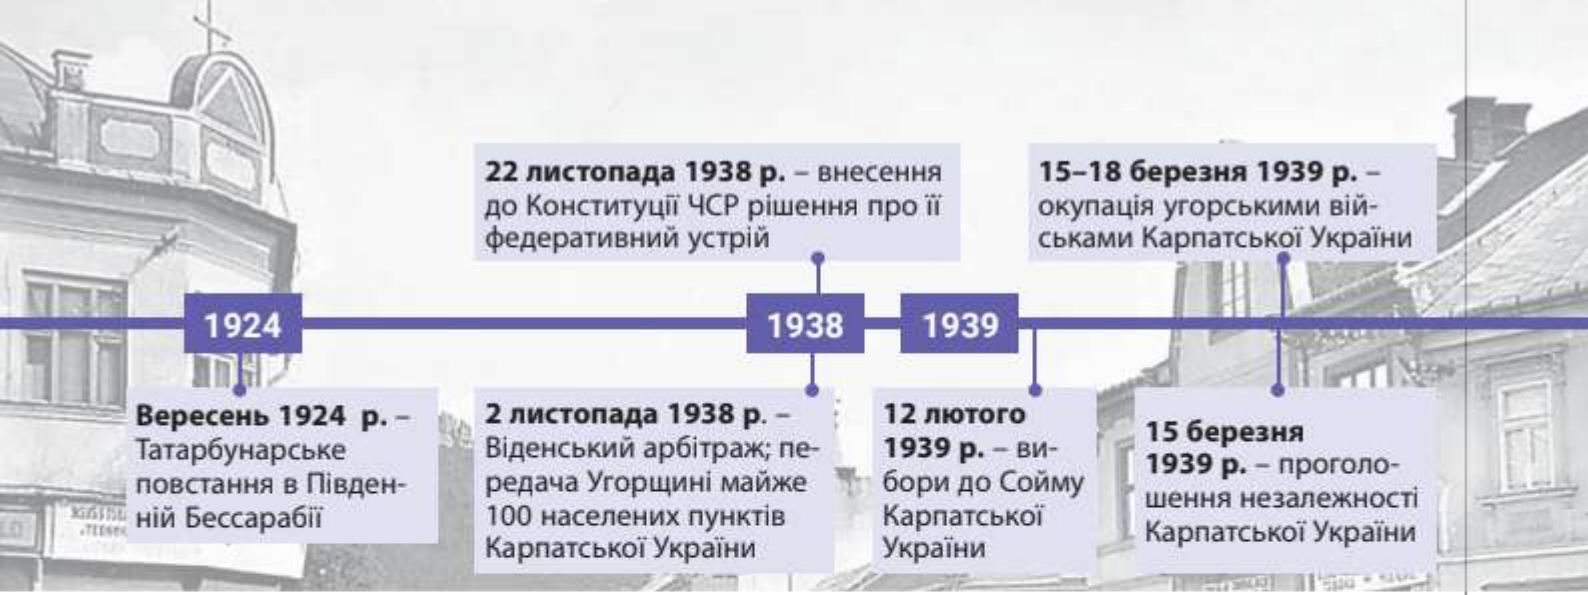 22 листопада 1938 р. – внесення
до Конституції ЧСР рішення про її
федеративний устрій
15–18 березня 1939 р. –
окупація угорськими вій-
ськами Карпатської України
1924
1938
1939
Вересень 1924 р. –
Татарбунарське
повстання в Півден-
ній Бессарабії
2 листопада 1938 р. –
Віденський арбітраж; пе-
редача Угорщині майже
100 населених пунктів
Карпатської України
12 лютого
1939 р. – ви-
бори до Сойму
Карпатської
України
15 березня
1939 р. – проголо-
шення незалежності
Карпатської України